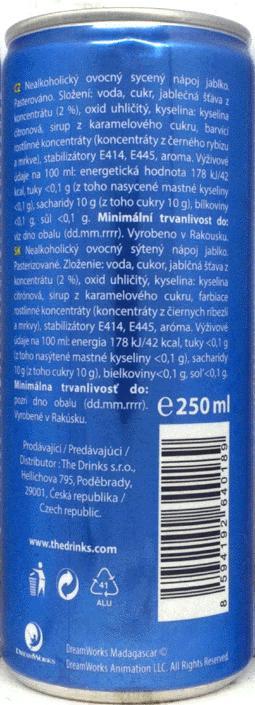 CZ Nealkoholický ovocný sycený nápoj jablko.
Pasterováno. Složení: voda, cukr, jablečná šťáva z
koncentrátu (2 %), oxid uhličitý, kyselina: kyselina
citronová, sirup z karamelového cukru, barvící
rostlinné koncentráty (koncentráty z černého rybízu
a mrkve), stabilizátory E414, E445, aroma. Výživové
údaje na 100 ml: energetická hodnota 178 kJ/42
kcal, tuky <0,1 g (z toho nasycené mastné kyseliny
<0,1 g), sacharidy 10 g (z toho cukry 10 g), bílkoviny
<0,1 g, sůl <0,1 g. Minimální trvanlivost do:
viz dno obalu (dd.mm.rrrr). Vyrobeno v Rakousku.
SK Nealkoholický ovocný sýtený nápoj jablko.
Pasterizované. Zloženie: voda, cukor, jablčná šťava z
koncentrátu (2 %), oxid uhličitý, kyselina: kyselina
citrónová, sirup z karamelového cukru, farbiace
rostlinné koncentráty (koncentráty z čiernych ríbezlí
a mrkvy), stabilizátory E414, E445, aróma. Výživové
údaje na 100 ml: energia 178 kJ/42 kcal, tuky <0,1 g
(z toho nasýtené mastné kyseliny <0,1 g), sacharidy
10 g (z toho cukry 10 g), bielkoviny<0,1 g, soľ <0,1 g.
Minimálna trvanlivosť do:
pozri dno obalu (dd.mm.rrrr).
Vyrobené v Rakúsku.
e 250 ml
Prodávající / Predávajúci /
Distributor : The Drinks s.r.o.,
Hellichova 795, Poděbrady,
29001, Česká republika /
Czech republic.
www.thedrinks.com
41
ALU
8 594192 640189
DreamWorks
DreamWorks Madagascar ©
DreamWorks Animation LLC. All Rights Reserved.